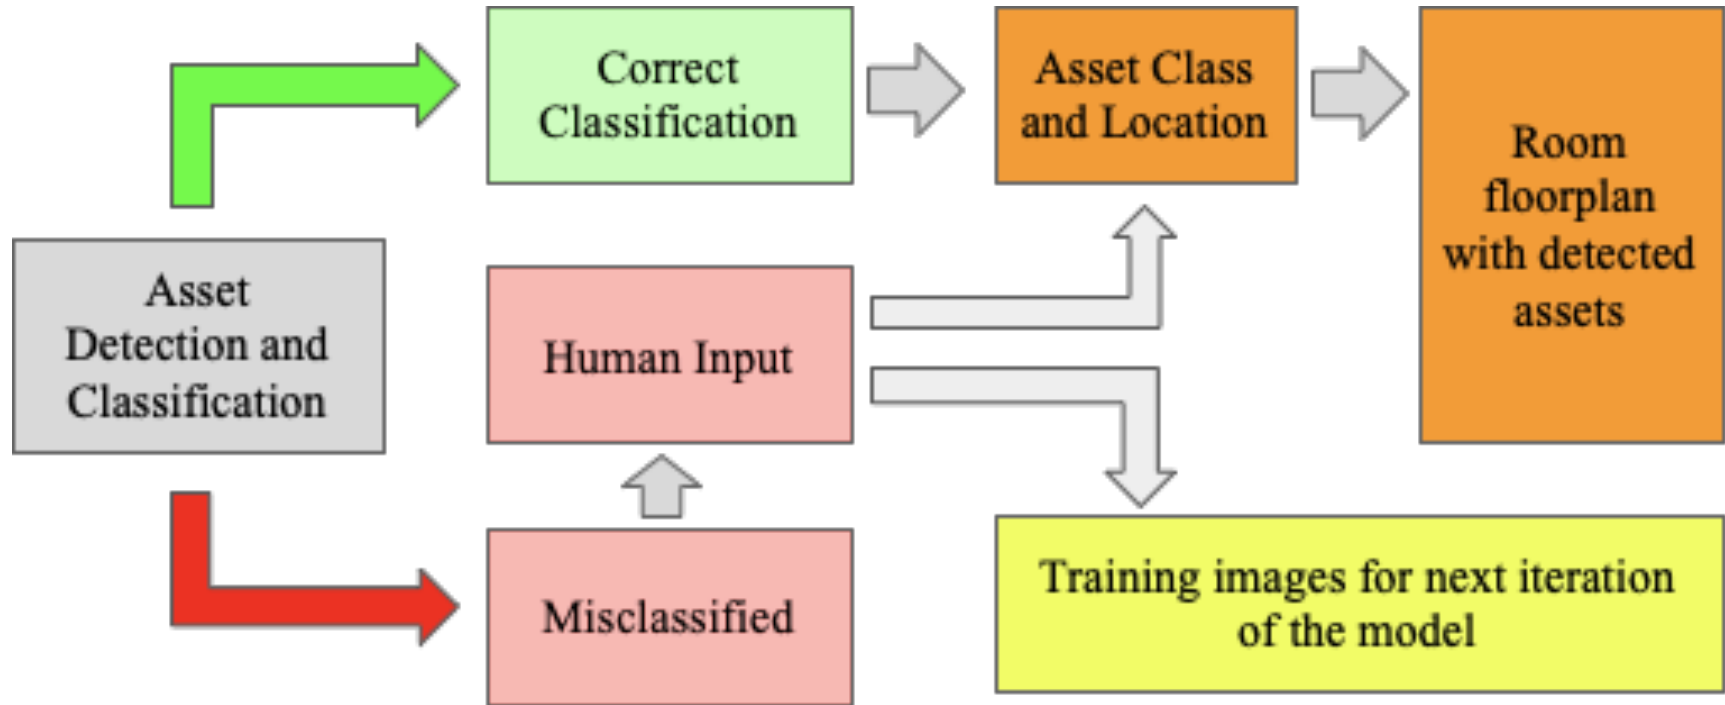 Asset
Detection and
Classification
Correct
Classification
Asset Class
and Location
Room
floorplan
with detected
assets
Human Input
Misclassified
Training images for next iteration
of the model